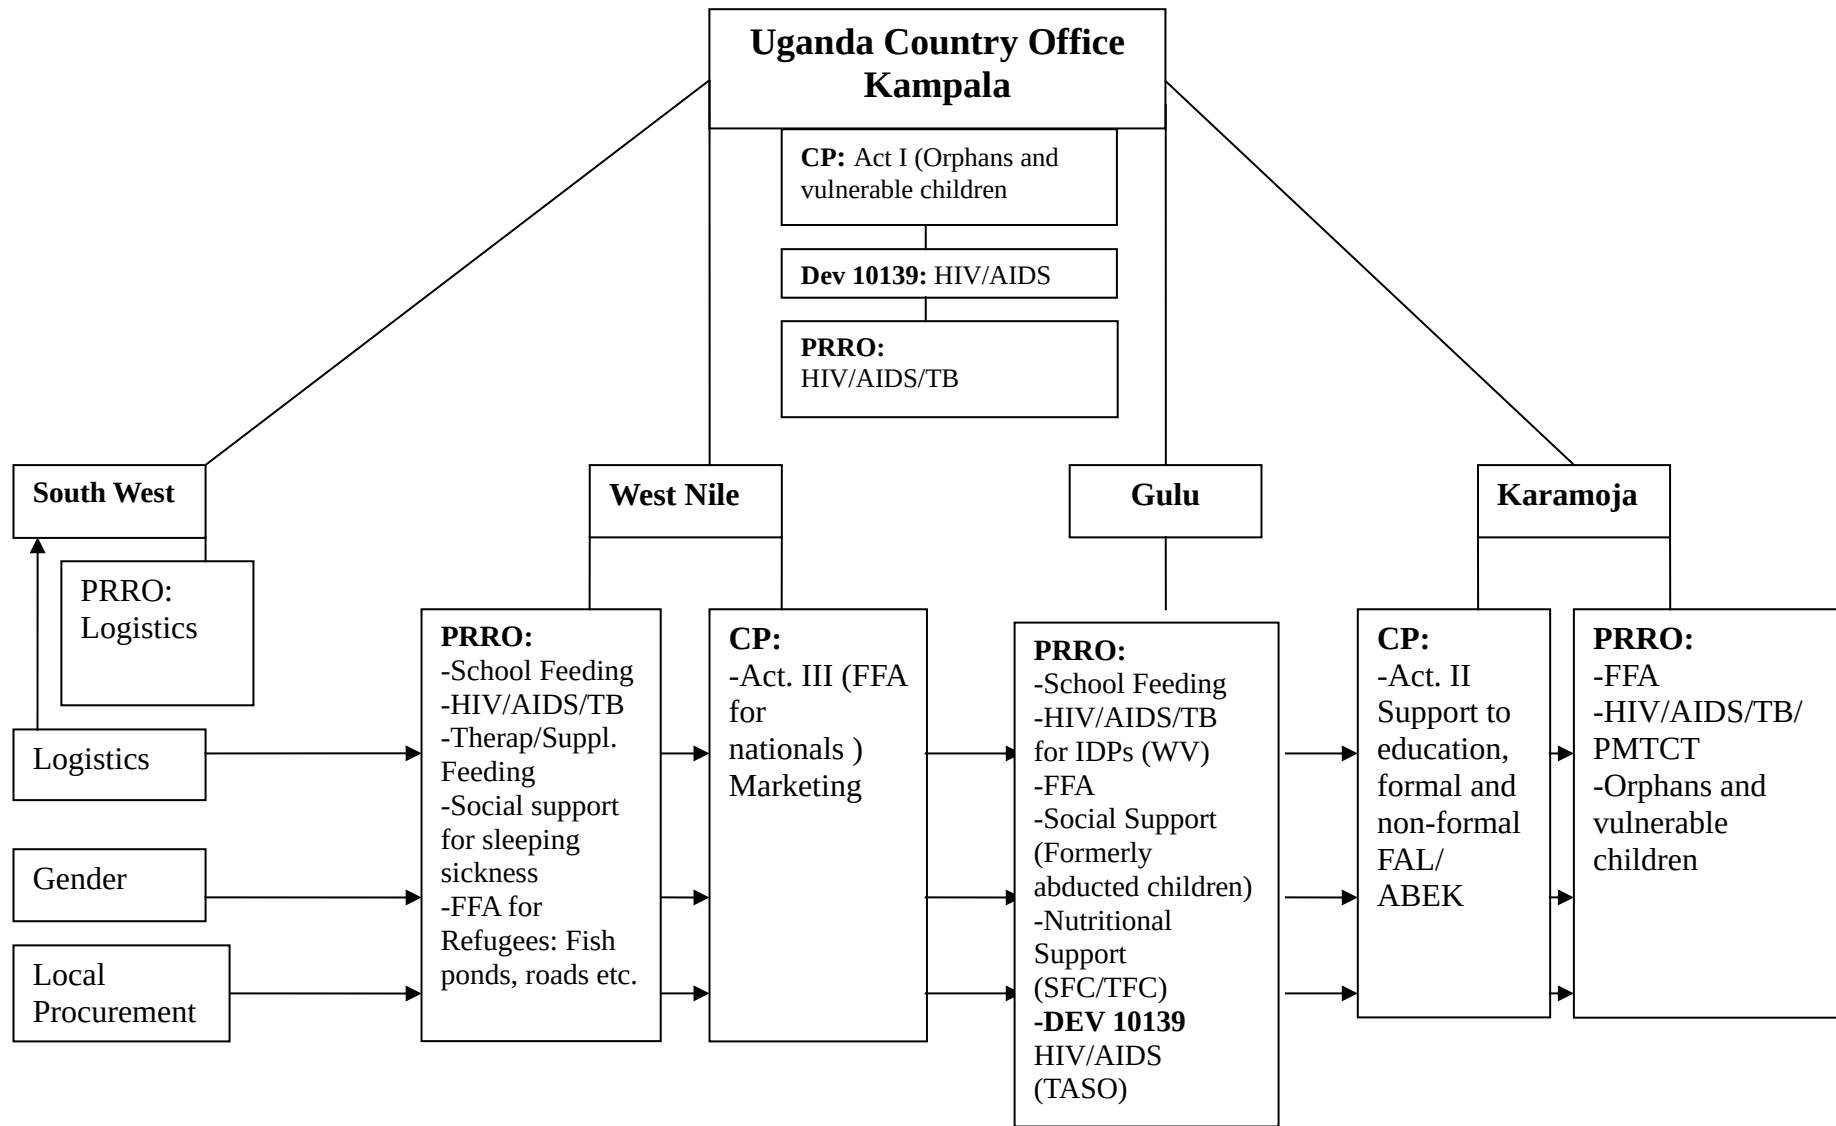 Uganda Country Office
Kampala
CP: Act I (Orphans and
vulnerable children
Dev 10139: HIV/AIDS
PRRO:
HIV/AIDS/TB
South West
West Nile
Gulu
Karamoja
PRRO:
Logistics
Logistics
Gender
Local
Procurement
PRRO:
-School Feeding
-HIV/AIDS/TB
-Therap/Suppl.
Feeding
-Social support
for sleeping
sickness
-FFA for
Refugees: Fish
ponds, roads etc.
CP:
-Act. III (FFA
for
nationals )
Marketing
PRRO:
-School Feeding
-HIV/AIDS/TB
for IDPs (WV)
-FFA
-Social Support
(Formerly
abducted children)
-Nutritional
Support
(SFC/TFC)
-DEV 10139
HIV/AIDS
(TASO)
CP:
-Act. II
Support to
education,
formal and
non-formal
FAL/
ABEK
PRRO:
-FFA
-HIV/AIDS/TB/
PMTCT
-Orphans and
vulnerable
children